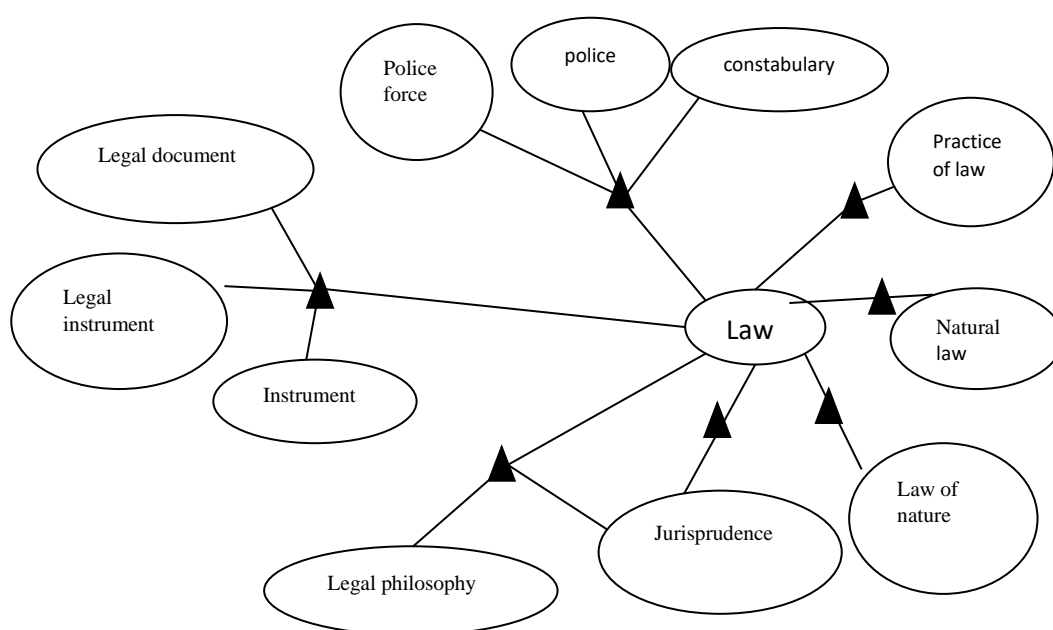 police
constabulary
Police
force
Legal document
Practice
of law
Legal
instrument
Law
Natural
law
Instrument
Law of
nature
Jurisprudence
Legal philosophy